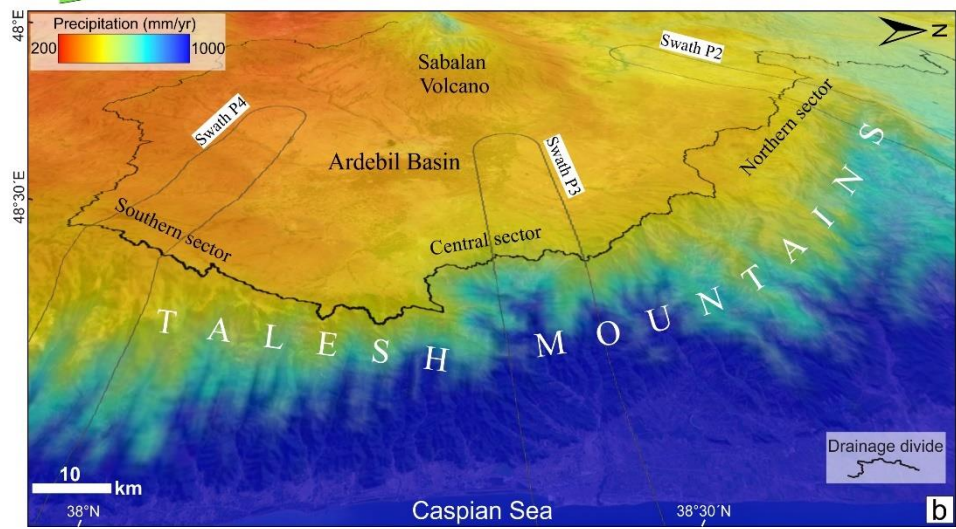 48°E
Precipitation (mm/yr)
200
1000
N
Swath P2
Sabalan
Volcano
Swath P4
Ardebil Basin
Swath P3
Northern sector
48°30'E
Southern sector
Central sector
TALESH MOUNTAINS
Drainage divide
10
km
38°N
Caspian Sea
38°30'N
b